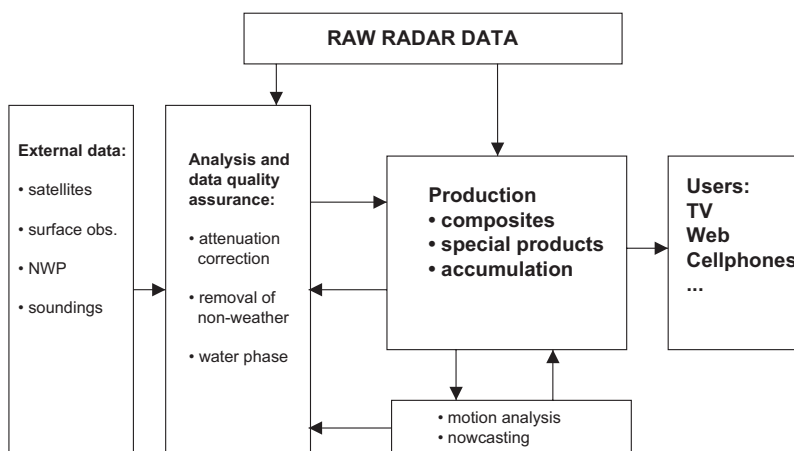 RAW RADAR DATA
External data:
• satellites
• surface obs.
• NWP
• soundings
Analysis and
data quality
assurance:
• attenuation
correction
• removal of
non-weather
• water phase
Production
• composites
• special products
• accumulation
Users:
TV
Web
Cellphones
...
• motion analysis
• nowcasting